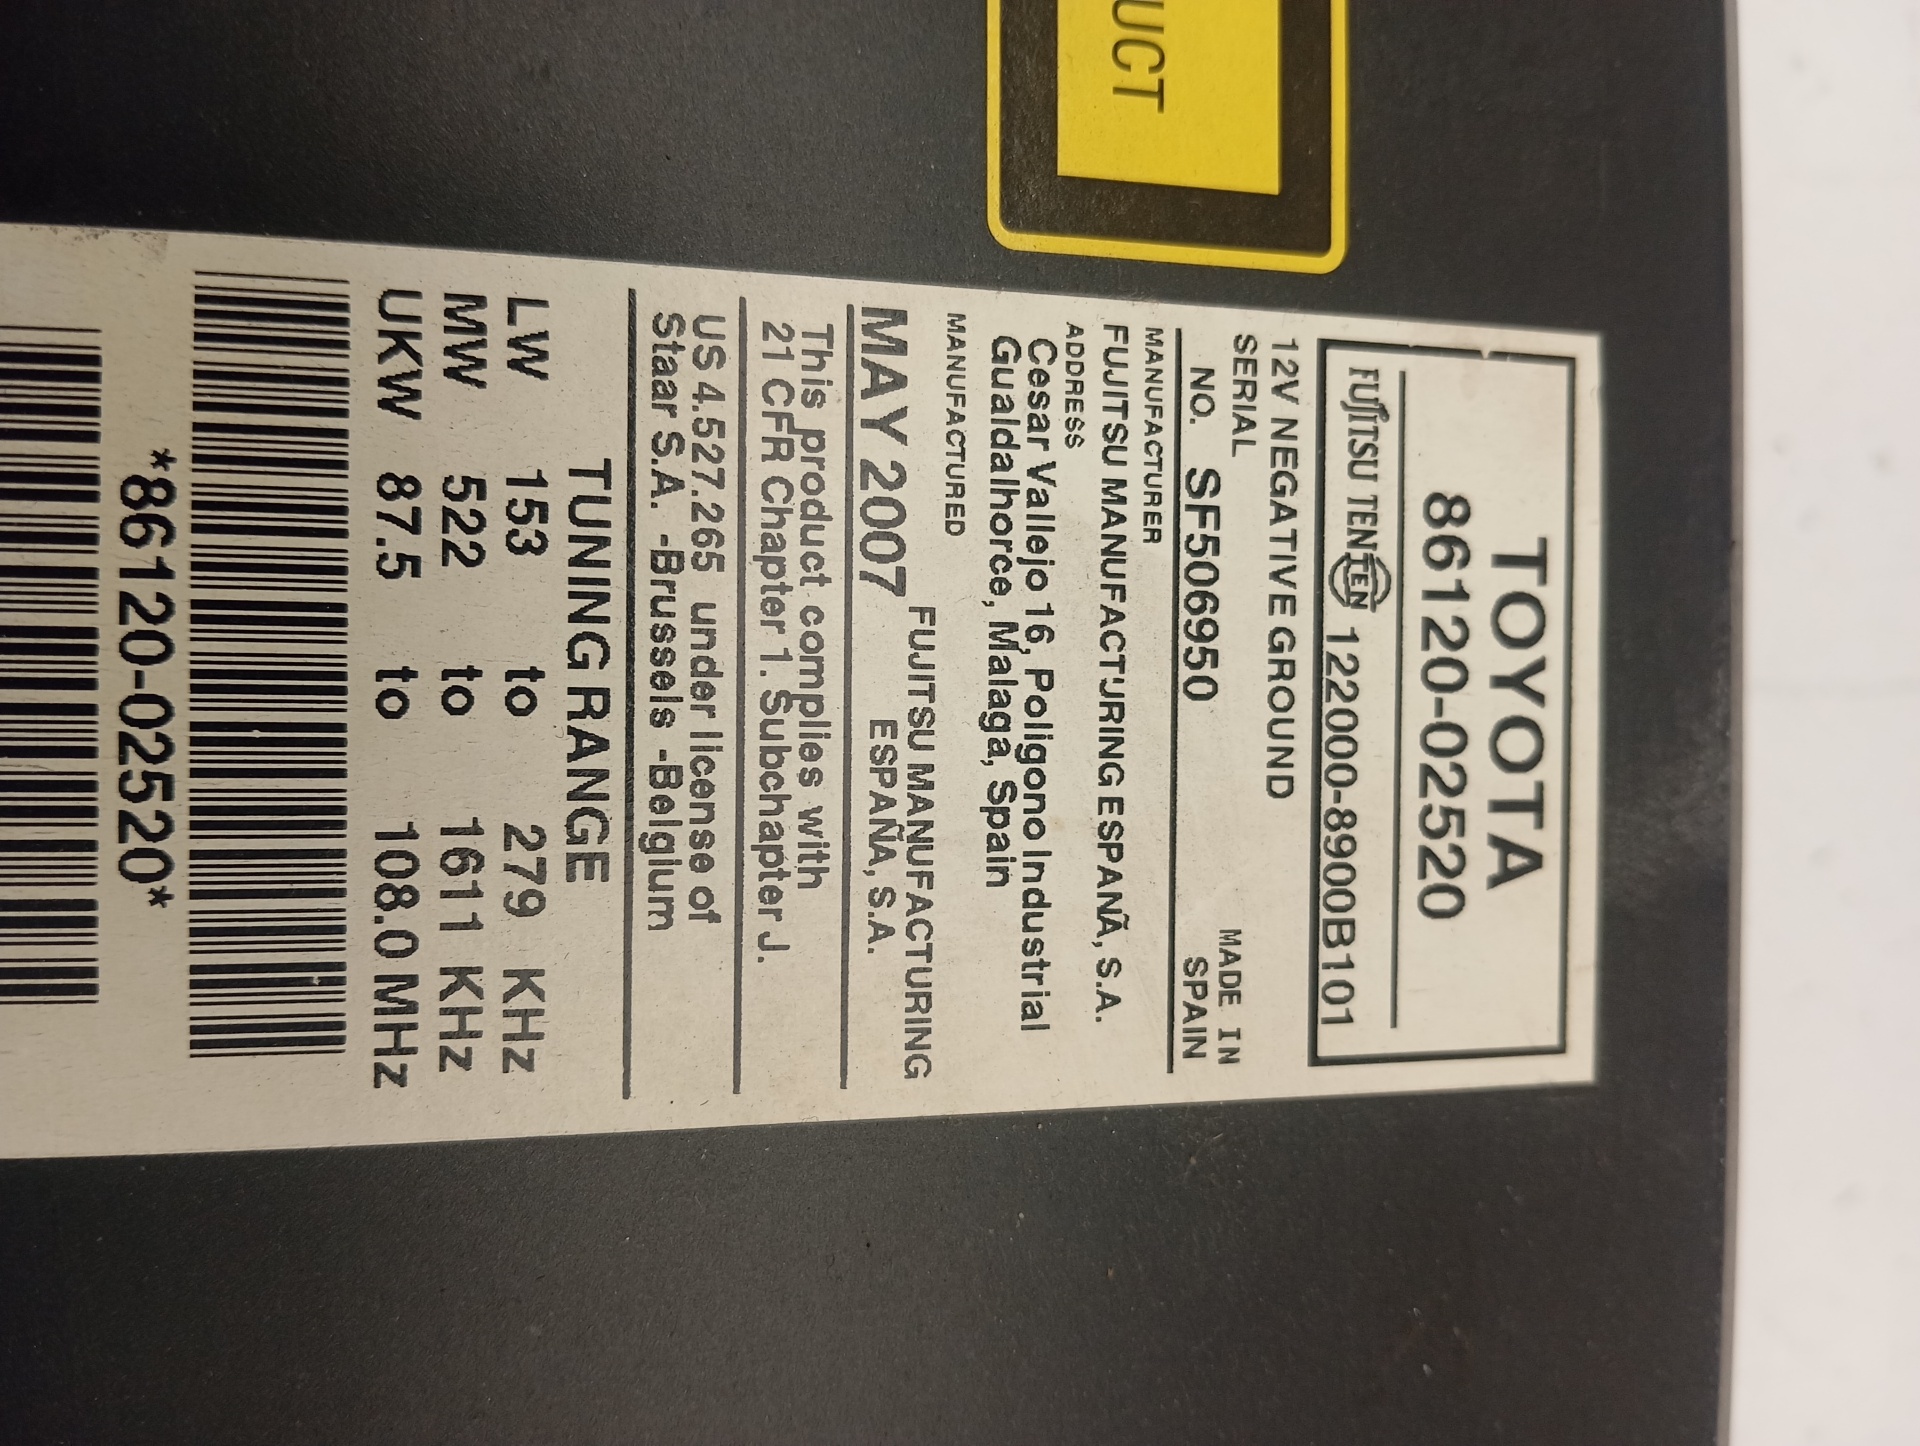 UCT
TOYOTA
86120-02520
FUJITSU TEN TEN 122000-8900B101
12V NEGATIVE GROUND
SERIAL MADE IN
NO. SF506950 SPAIN
MANUFACTURER
FUJITSU MANUFACTURING ESPANÃ, S.A.
ADDRESS
Cesar Vallejo 16, Poligono Industrial
Gualdalhorce, Malaga, Spain
MANUFACTURED
FUJITSU MANUFACTURING
MAY 2007 ESPAÑA, S.A.
This product complies with
21 CFR Chapter 1. Subchapter J.
US 4.527.265 under license of
Staar S.A. -Brussels -Belgium
TUNING RANGE
LW 153 to 279 KHz
MW 522 to 1611 KHz
UKW 87.5 to 108.0 MHz
*86120-02520*